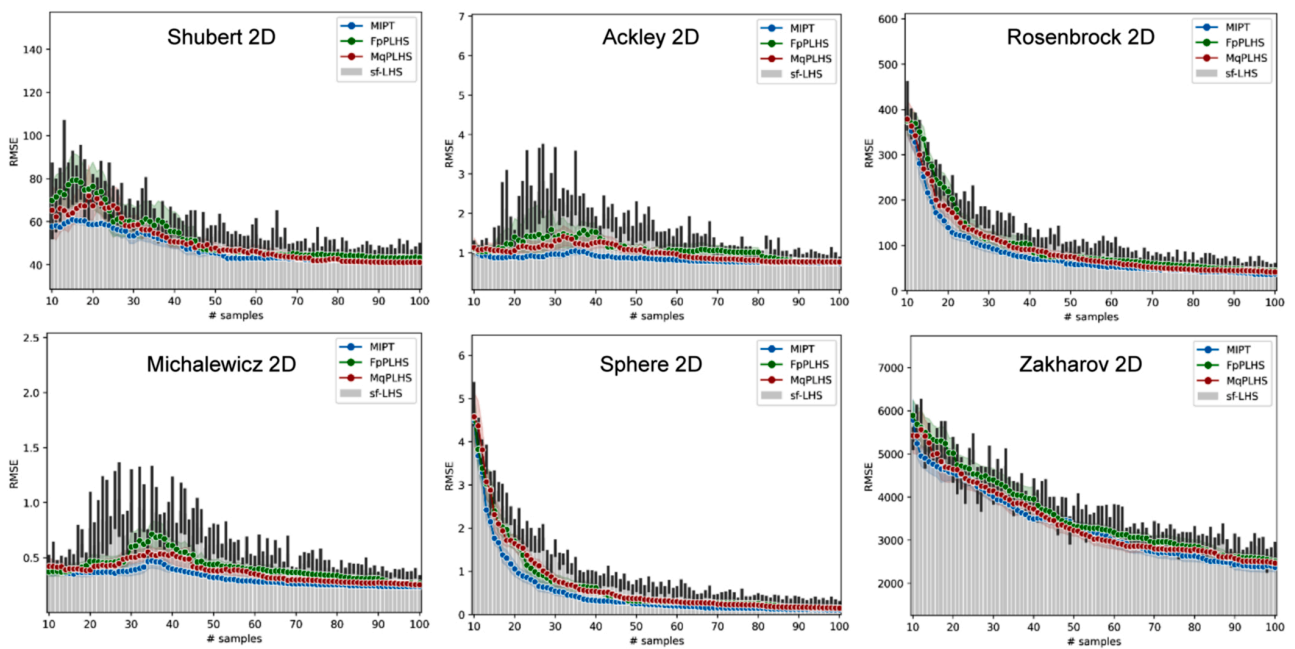 Shubert 2D
MIPT
FpPLHS
MqPLHS
sf-LHS
RMSE
140
120
100
80
60
40
10 20 30 40 50 60 70 80 90 100
# samples
Ackley 2D
MIPT
FpPLHS
MqPLHS
sf-LHS
RMSE
7
6
5
4
3
2
1
10 20 30 40 50 60 70 80 90 100
# samples
Rosenbrock 2D
MIPT
FpPLHS
MqPLHS
sf-LHS
RMSE
600
500
400
300
200
100
0
10 20 30 40 50 60 70 80 90 100
# samples
Michalewicz 2D
MIPT
FpPLHS
MqPLHS
sf-LHS
RMSE
2.5
2.0
1.5
1.0
0.5
10 20 30 40 50 60 70 80 90 100
# samples
Sphere 2D
MIPT
FpPLHS
MqPLHS
sf-LHS
RMSE
6
5
4
3
2
1
0
10 20 30 40 50 60 70 80 90 100
# samples
Zakharov 2D
MIPT
FpPLHS
MqPLHS
sf-LHS
RMSE
7000
6000
5000
4000
3000
2000
10 20 30 40 50 60 70 80 90 100
# samples